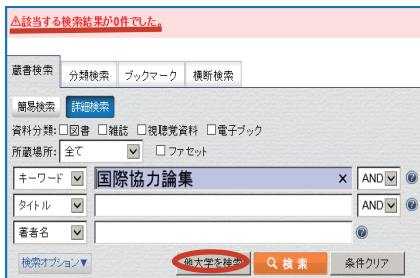 ⚠該当する検索結果が0件でした。
蔵書検索 分類検索 ブックマーク 横断検索
簡易検索 詳細検索
資料分類: 図書 雑誌 視聴覚資料 電子ブック
所蔵場所: 全て ファセット
キーワード 国際協力論集 × AND
タイトル AND
著者名
検索オプション▼ 他大学を検索 検索 条件クリア